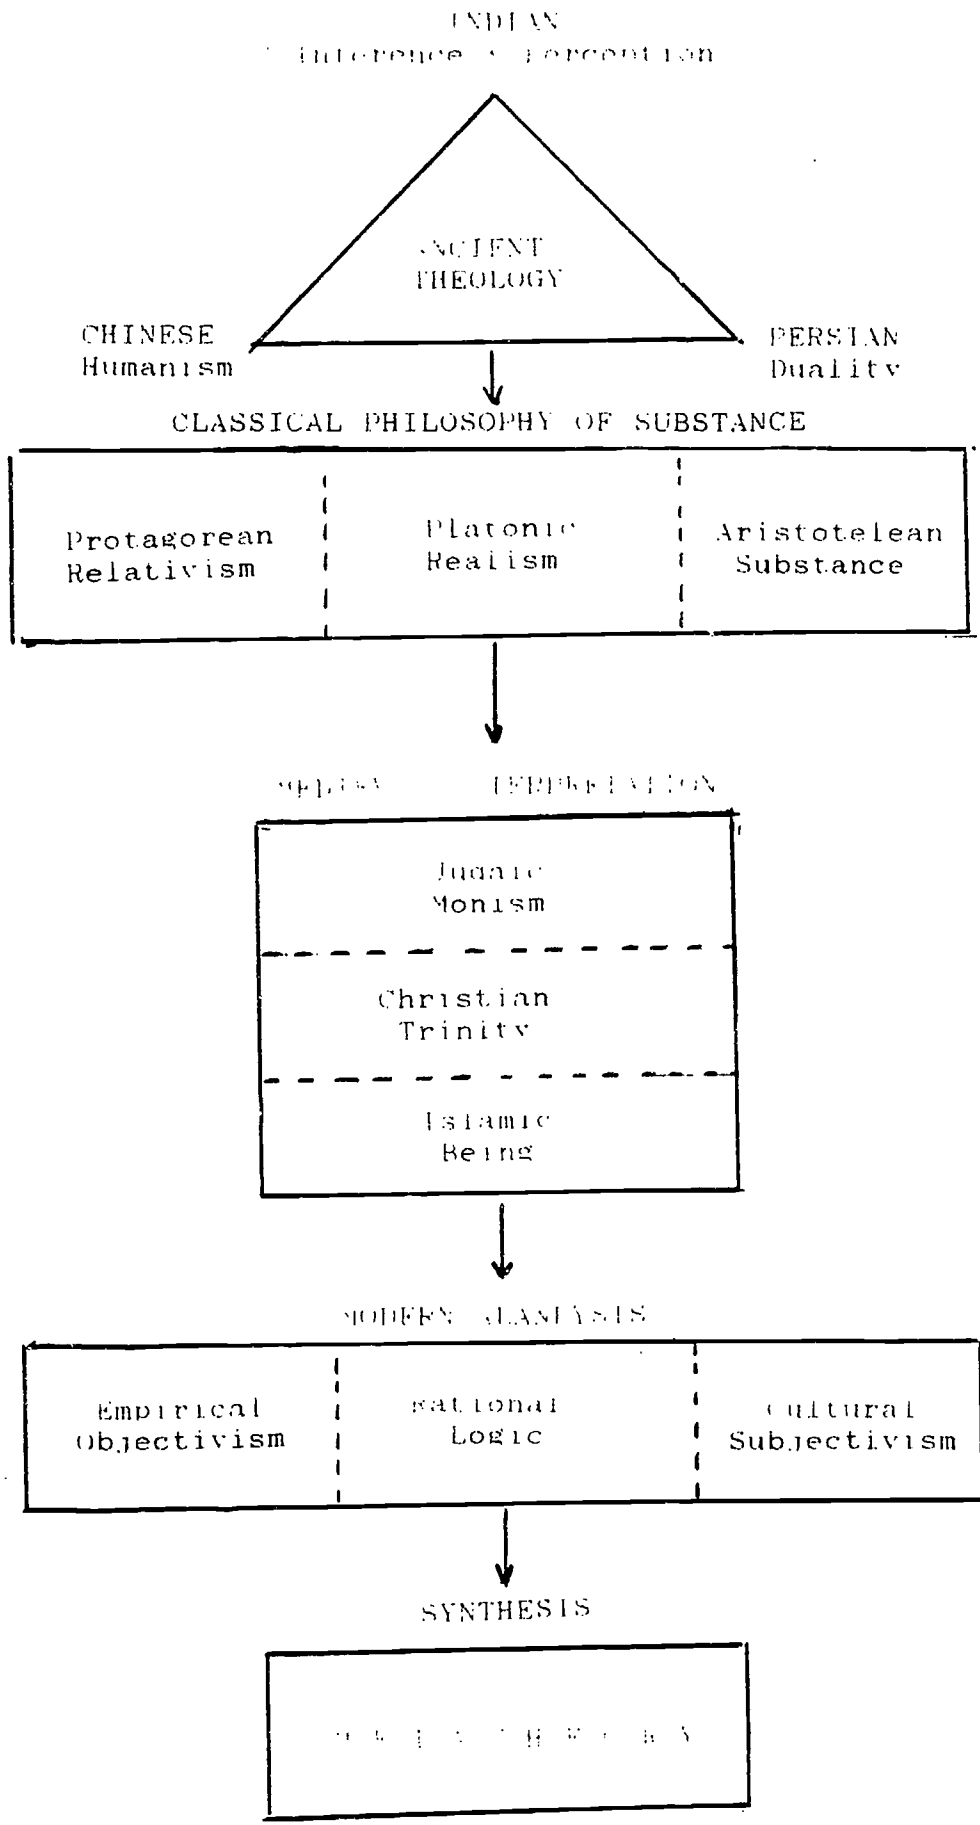 INDIAN
Inference & Perception
ANCIENT
THEOLOGY
CHINESE
Humanism
PERSIAN
Duality
CLASSICAL PHILOSOPHY OF SUBSTANCE
Protagorean
Relativism
Platonic
Realism
Aristotelean
Substance
Judaic
Monism
Christian
Trinity
Islamic
Being
MODERN
Empirical
Objectivism
Rational
Logic
Cultural
Subjectivism
SYNTHESIS